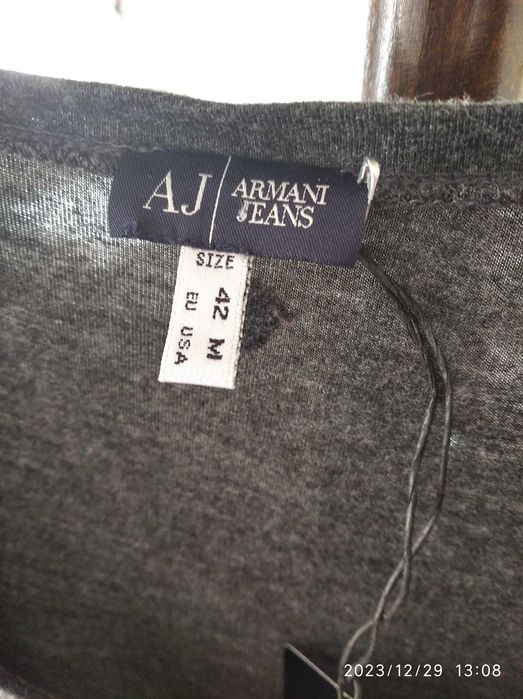 AJ
ARMANI
JEANS
SIZE
42 M
EU USA
2023/12/29 13:08